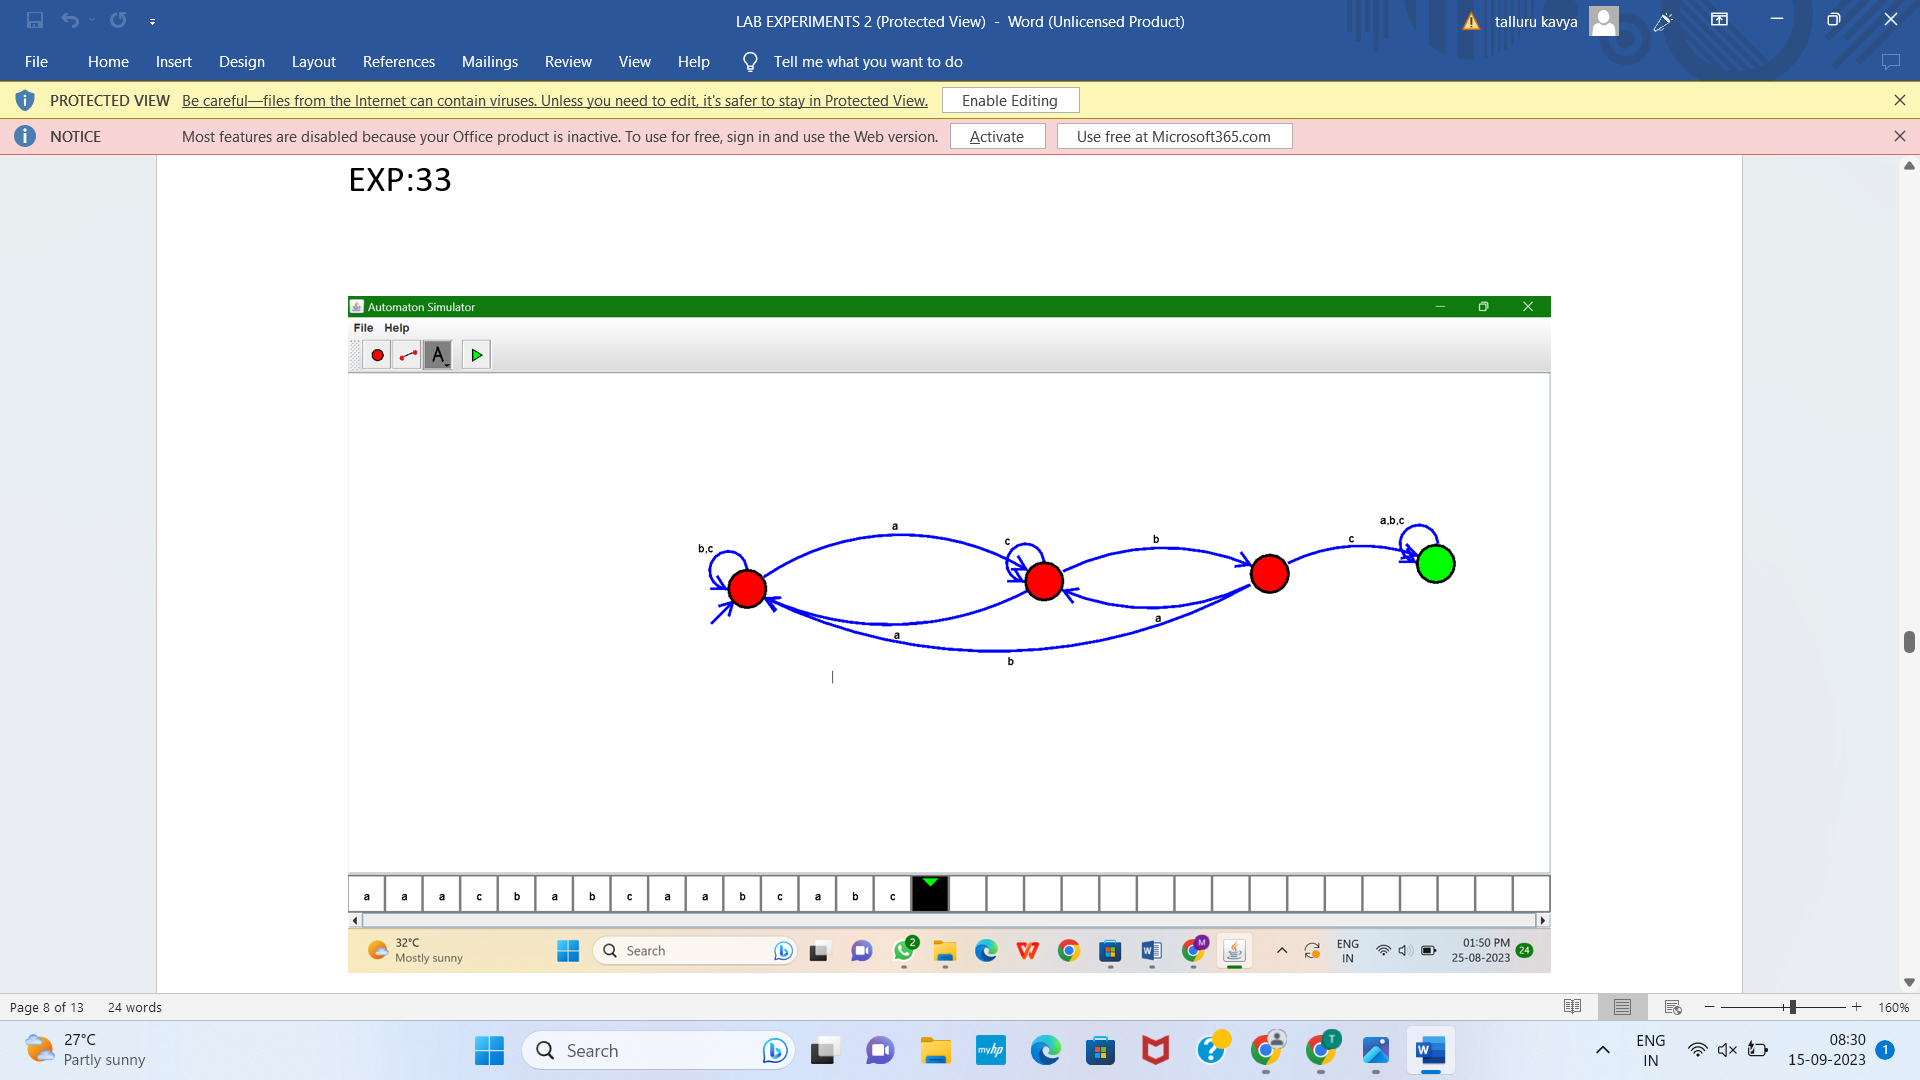 LAB EXPERIMENTS 2 (Protected View) - Word (Unlicensed Product)
talluru kavya
File Home Insert Design Layout References Mailings Review View Help Tell me what you want to do
PROTECTED VIEW Be careful—files from the Internet can contain viruses. Unless you need to edit, it's safer to stay in Protected View. Enable Editing
NOTICE Most features are disabled because your Office product is inactive. To use for free, sign in and use the Web version. Activate Use free at Microsoft365.com
EXP:33
Automaton Simulator
File Help
A
a,b,c
a
b
c
c
b,c
a
a
b
a a a c b a b c a a b c a b c
32°C
Mostly sunny
Search
2
M
ENG
IN
01:50 PM
25-08-2023
24
Page 8 of 13 24 words
160%
27°C
Partly sunny
Search
myhp
T
ENG
IN
08:30
15-09-2023
1